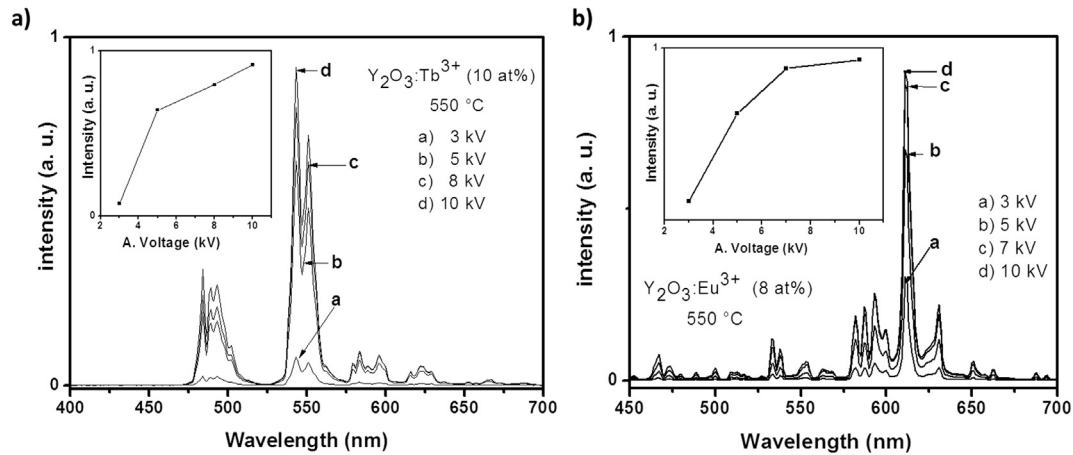 a)
1
intensity (a. u.)
0
400 450 500 550 600 650 700
Wavelength (nm)
1
Intensity (a. u.)
0
2 4 6 8 10
A. Voltage (kV)
Y₂O₃:Tb³⁺ (10 at%)
550 °C
a) 3 kV
b) 5 kV
c) 8 kV
d) 10 kV
d
c
b
a
b)
1
intensity (a. u.)
0
450 500 550 600 650 700
Wavelength (nm)
1
Intensity (a. u.)
0
2 4 6 8 10
A. Voltage (kV)
d
c
b
a
a) 3 kV
b) 5 kV
c) 7 kV
d) 10 kV
Y₂O₃:Eu³⁺ (8 at%)
550 °C